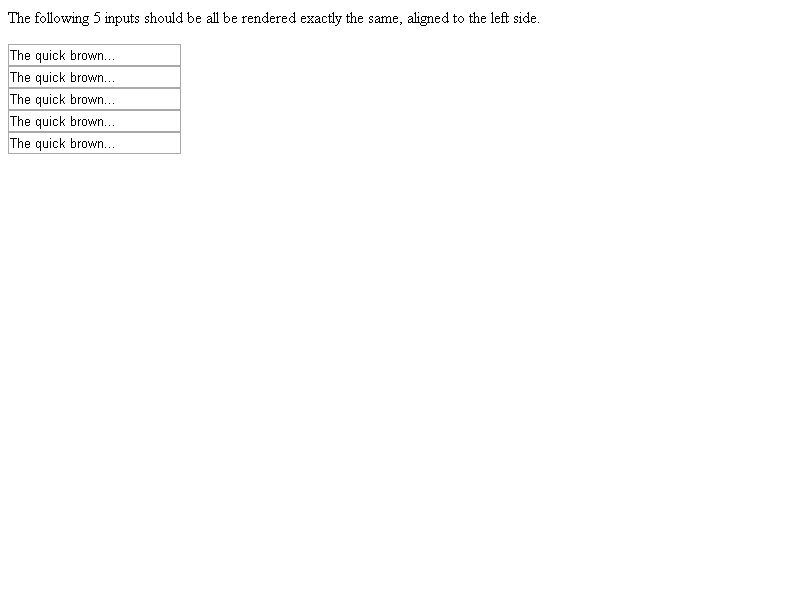 The following 5 inputs should be all be rendered exactly the same, aligned to the left side.
The quick brown...
The quick brown...
The quick brown...
The quick brown...
The quick brown...